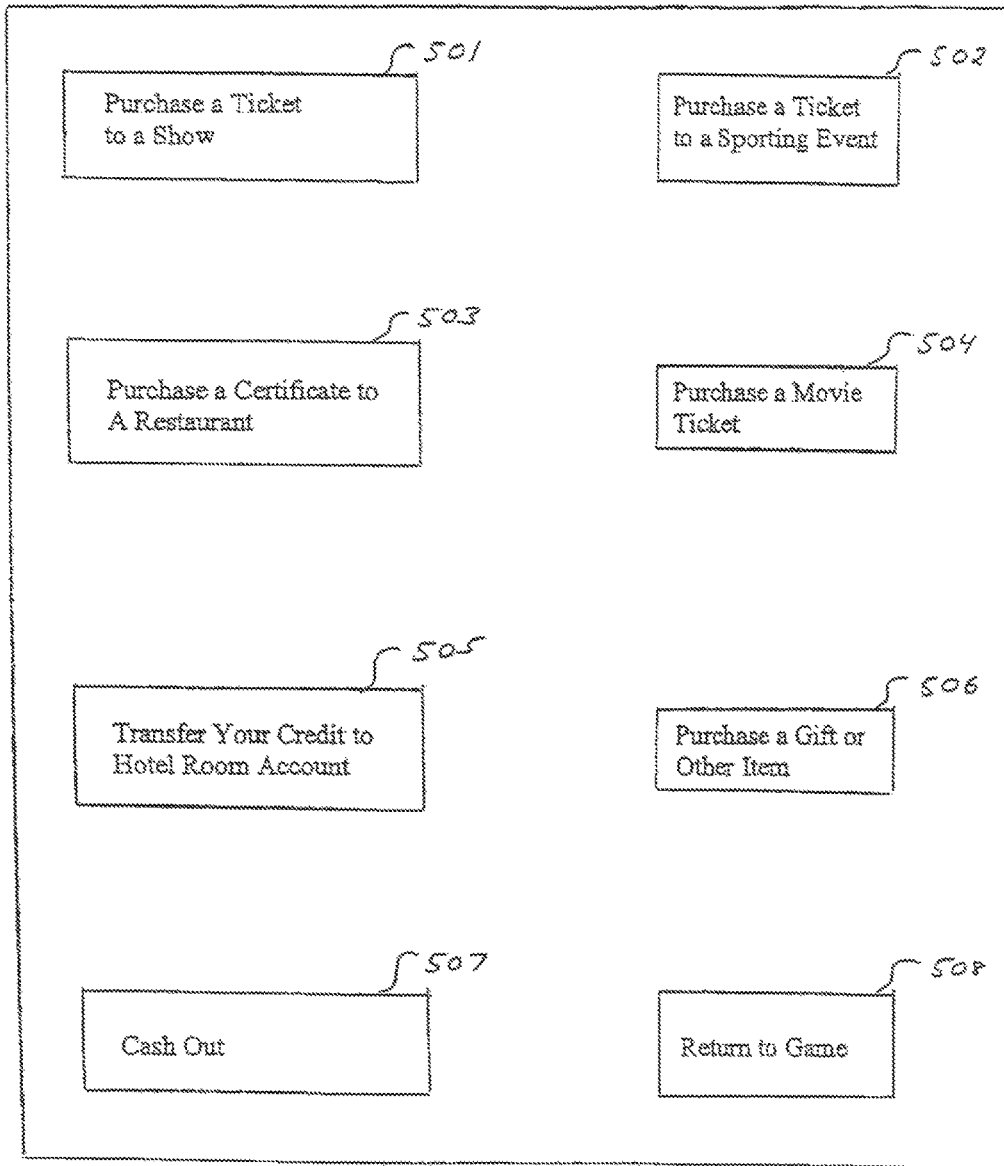 501
Purchase a Ticket
to a Show
502
Purchase a Ticket
to a Sporting Event
503
Purchase a Certificate to
A Restaurant
504
Purchase a Movie
Ticket
505
Transfer Your Credit to
Hotel Room Account
506
Purchase a Gift or
Other Item
507
Cash Out
508
Return to Game